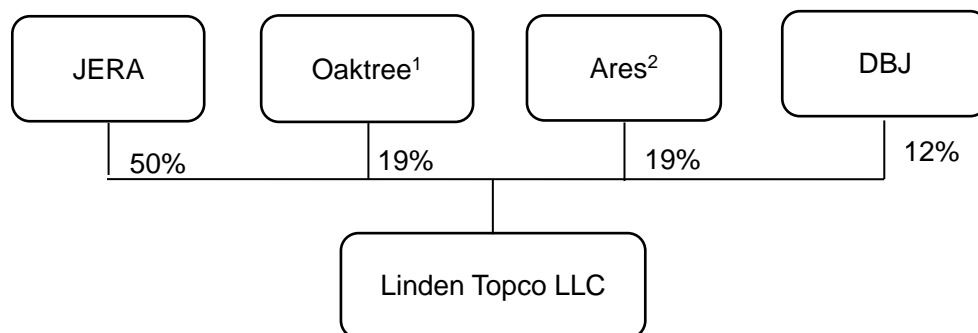 JERA
Oaktree¹
Ares²
DBJ
50%
19%
19%
12%
Linden Topco LLC